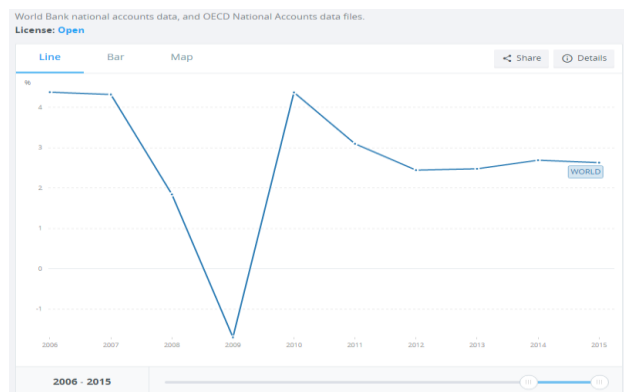 World Bank national accounts data, and OECD National Accounts data files.
License: Open
Line Bar Map Share Details
%
4
3
2
WORLD
1
0
-1
2006 2007 2008 2009 2010 2011 2012 2013 2014 2015
2006 - 2015